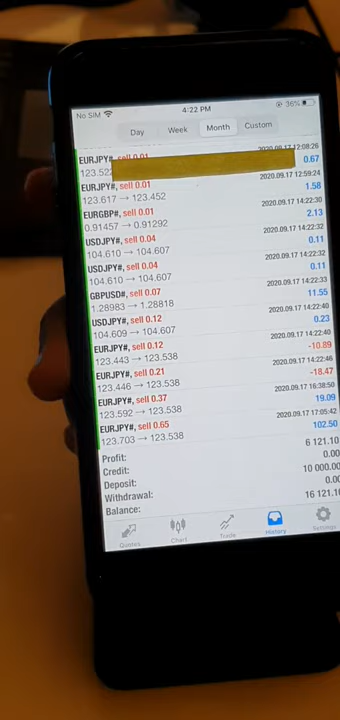 No SIM 4:22 PM 36%
Day Week Month Custom
EURJPY#, sell 0.01 2020.09.17 12:08:26
123.522 0.67
EURJPY#, sell 0.01 2020.09.17 12:59:24
123.617 → 123.452 1.58
EURGBP#, sell 0.01 2020.09.17 14:22:30
0.91457 → 0.91292 2.13
USDJPY#, sell 0.04 2020.09.17 14:22:32
104.610 → 104.607 0.11
USDJPY#, sell 0.04 2020.09.17 14:22:32
104.610 → 104.607 0.11
GBPUSD#, sell 0.07 2020.09.17 14:22:33
1.28983 → 1.28818 11.55
USDJPY#, sell 0.12 2020.09.17 14:22:40
104.609 → 104.607 0.23
EURJPY#, sell 0.12 2020.09.17 14:22:40
123.443 → 123.538 -10.89
EURJPY#, sell 0.21 2020.09.17 14:22:46
123.446 → 123.538 -18.47
EURJPY#, sell 0.37 2020.09.17 16:38:50
123.592 → 123.538 19.09
EURJPY#, sell 0.65 2020.09.17 17:05:42
123.703 → 123.538 102.50
Profit: 6 121.10
Credit: 0.00
Deposit: 10 000.00
Withdrawal: 0.00
Balance: 16 121.10
Quotes Chart Trade History Settings